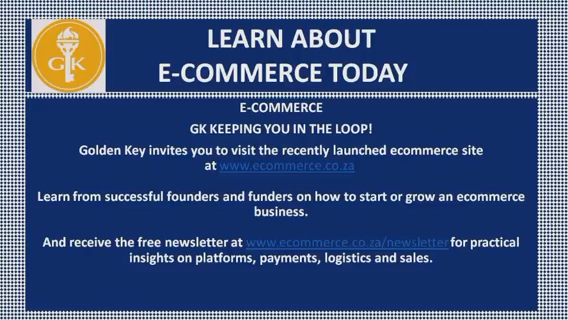 GK
LEARN ABOUT
E-COMMERCE TODAY
E-COMMERCE
GK KEEPING YOU IN THE LOOP!
Golden Key invites you to visit the recently launched ecommerce site
at www.ecommerce.co.za
Learn from successful founders and funders on how to start or grow an ecommerce
business.
And receive the free newsletter at www.ecommerce.co.za/newsletter for practical
insights on platforms, payments, logistics and sales.